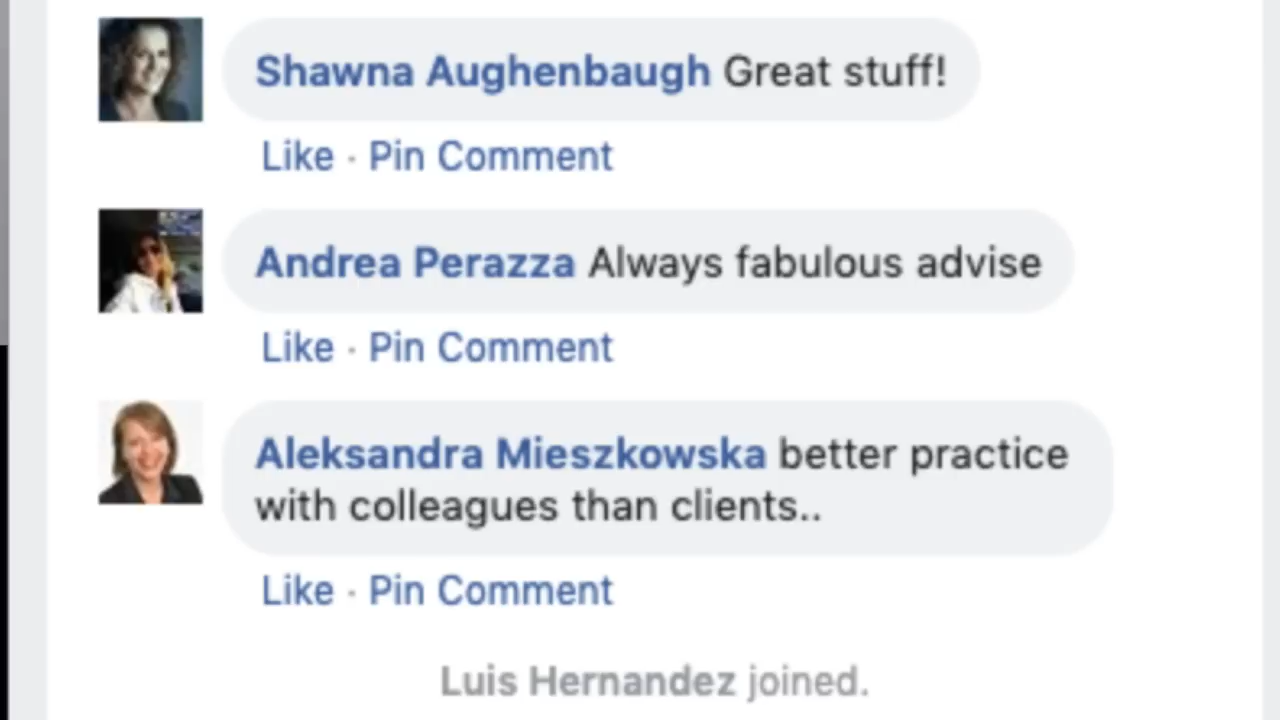 Shawna Aughenbaugh Great stuff!
Like · Pin Comment
Andrea Perazza Always fabulous advise
Like · Pin Comment
Aleksandra Mieszkowska better practice
with colleagues than clients..
Like · Pin Comment
Luis Hernandez joined.